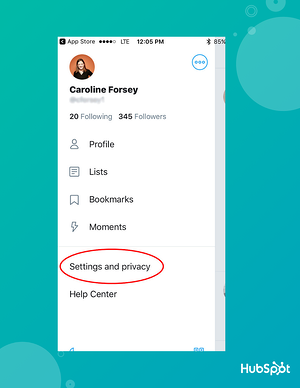 App Store LTE 12:05 PM 85%
Caroline Forsey
20 Following 345 Followers
Profile
Lists
Bookmarks
Moments
Settings and privacy
Help Center
HubSpot